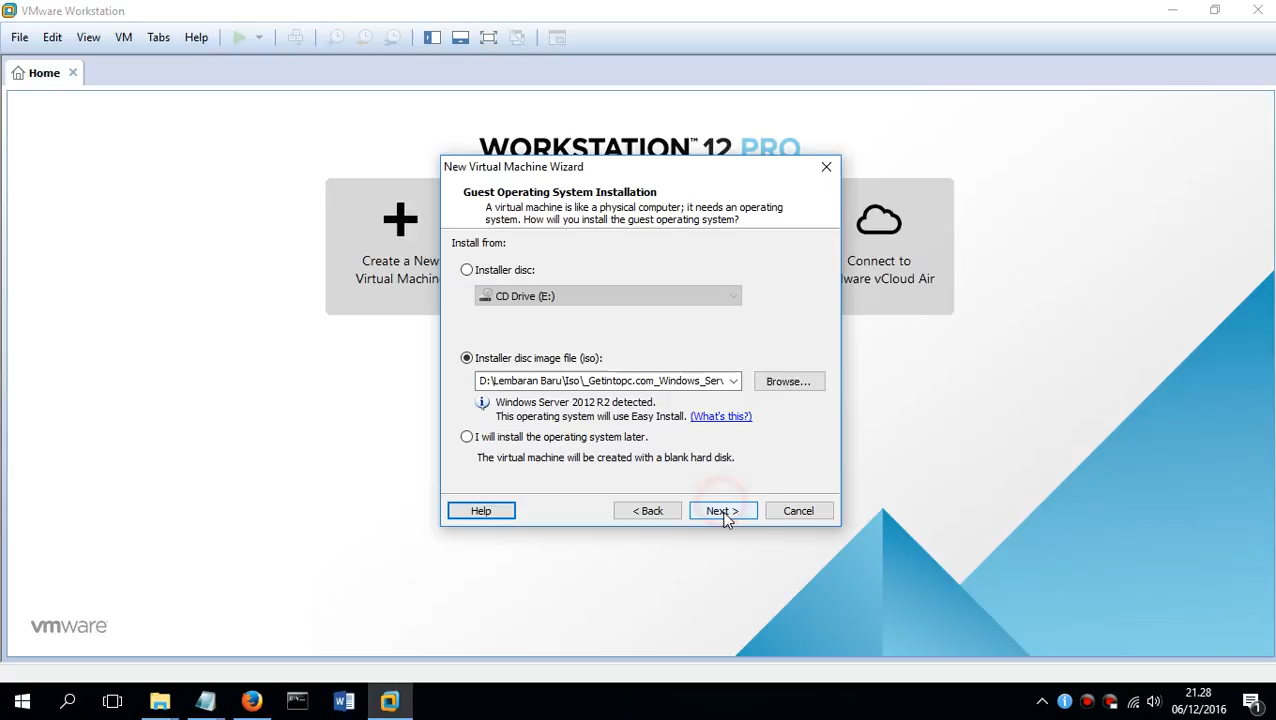 VMware Workstation
File Edit View VM Tabs Help
Home
WORKSTATION™ 12 PRO
New Virtual Machine Wizard
Guest Operating System Installation
A virtual machine is like a physical computer; it needs an operating
system. How will you install the guest operating system?
Install from:
Installer disc:
CD Drive (E:)
Installer disc image file (iso):
D:\Lembaran Baru\Iso\_Getintopc.com_Windows_Ser
Browse...
Windows Server 2012 R2 detected.
This operating system will use Easy Install. (What's this?)
I will install the operating system later.
The virtual machine will be created with a blank hard disk.
Help < Back Next > Cancel
Create a New
Virtual Machin
Connect to
ware vCloud Air
vmware
21.28
06/12/2016
1